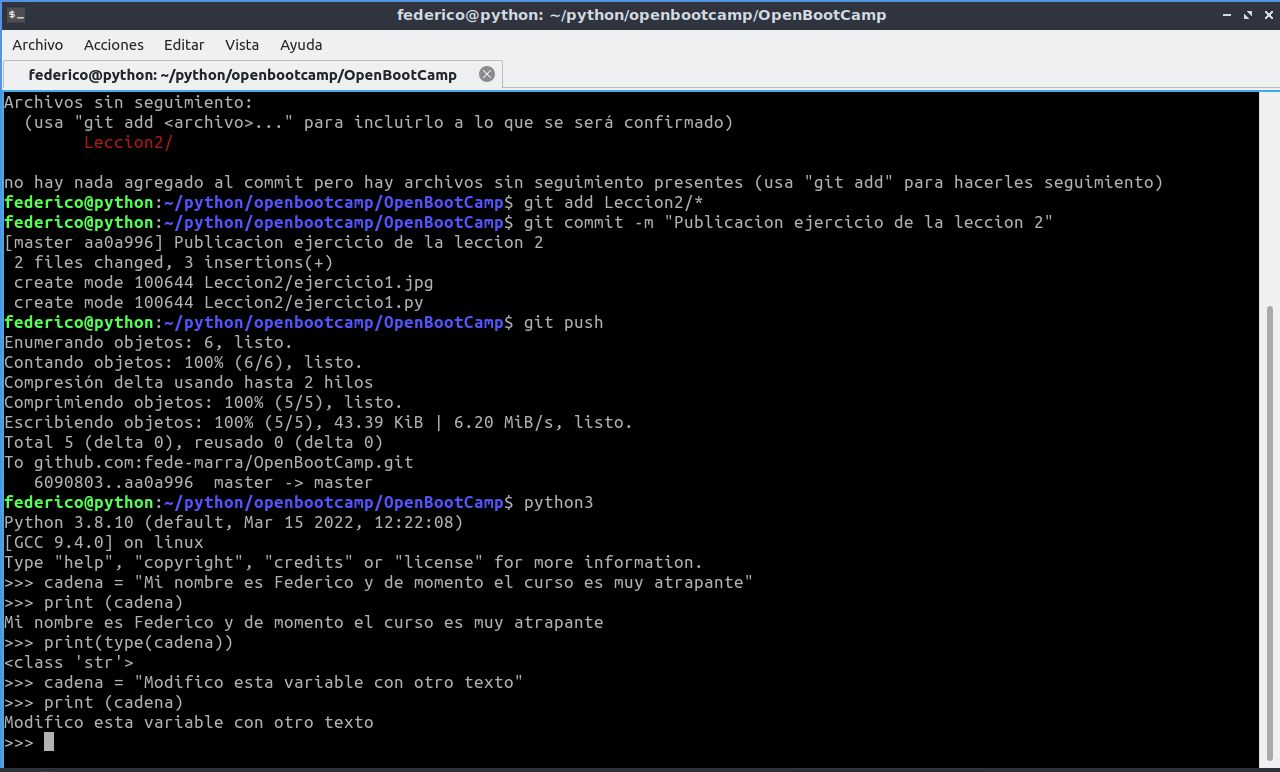 federico@python: ~/python/openbootcamp/OpenBootCamp
Archivo Acciones Editar Vista Ayuda
federico@python: ~/python/openbootcamp/OpenBootCamp
Archivos sin seguimiento:
  (usa "git add <archivo>..." para incluirlo a lo que se será confirmado)
        Leccion2/

no hay nada agregado al commit pero hay archivos sin seguimiento presentes (usa "git add" para hacerles seguimiento)
federico@python:~/python/openbootcamp/OpenBootCamp$ git add Leccion2/*
federico@python:~/python/openbootcamp/OpenBootCamp$ git commit -m "Publicacion ejercicio de la leccion 2"
[master aa0a996] Publicacion ejercicio de la leccion 2
 2 files changed, 3 insertions(+)
 create mode 100644 Leccion2/ejercicio1.jpg
 create mode 100644 Leccion2/ejercicio1.py
federico@python:~/python/openbootcamp/OpenBootCamp$ git push
Enumerando objetos: 6, listo.
Contando objetos: 100% (6/6), listo.
Compresión delta usando hasta 2 hilos
Comprimiendo objetos: 100% (5/5), listo.
Escribiendo objetos: 100% (5/5), 43.39 KiB | 6.20 MiB/s, listo.
Total 5 (delta 0), reusado 0 (delta 0)
To github.com:fede-marra/OpenBootCamp.git
   6090803..aa0a996  master -> master
federico@python:~/python/openbootcamp/OpenBootCamp$ python3
Python 3.8.10 (default, Mar 15 2022, 12:22:08)
[GCC 9.4.0] on linux
Type "help", "copyright", "credits" or "license" for more information.
>>> cadena = "Mi nombre es Federico y de momento el curso es muy atrapante"
>>> print (cadena)
Mi nombre es Federico y de momento el curso es muy atrapante
>>> print(type(cadena))
<class 'str'>
>>> cadena = "Modifico esta variable con otro texto"
>>> print (cadena)
Modifico esta variable con otro texto
>>>